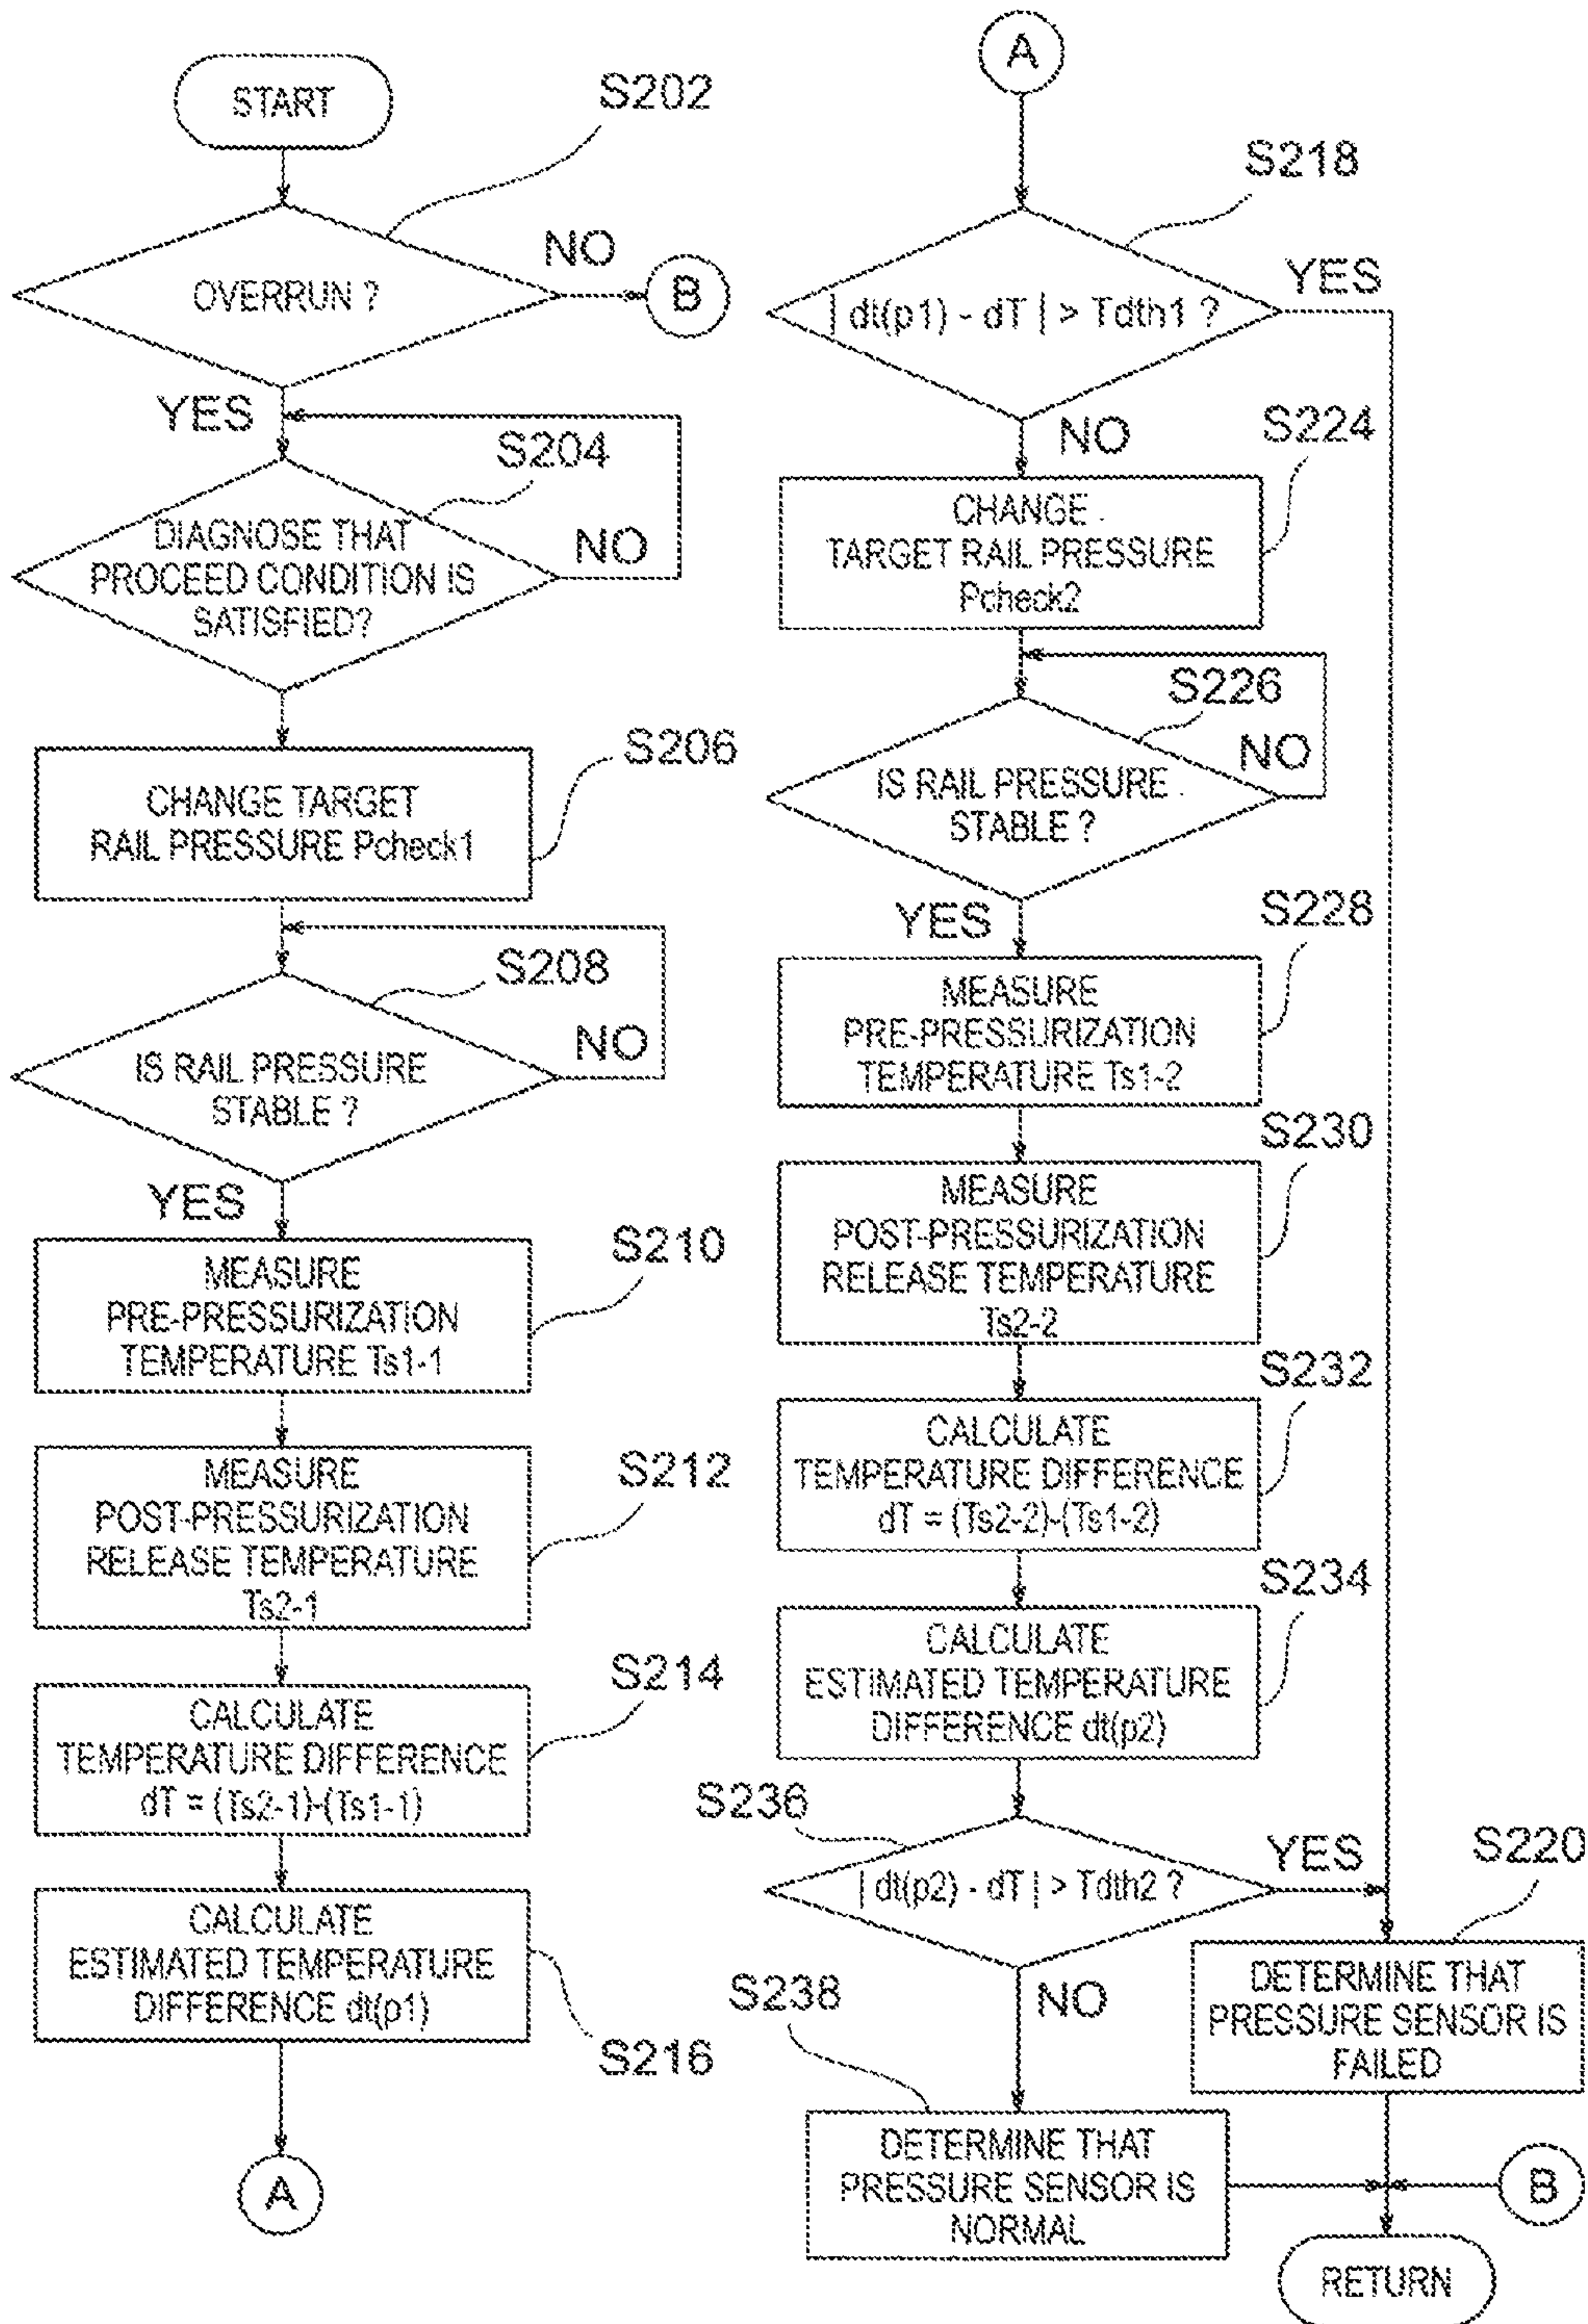 START
S202
OVERRUN ?
NO
B
YES
S204
DIAGNOSE THAT
PROCEED CONDITION IS
SATISFIED?
NO
S206
CHANGE TARGET
RAIL PRESSURE Pcheck1
S208
IS RAIL PRESSURE
STABLE ?
NO
YES
S210
MEASURE
PRE-PRESSURIZATION
TEMPERATURE Ts1-1
S212
MEASURE
POST-PRESSURIZATION
RELEASE TEMPERATURE
Ts2-1
S214
CALCULATE
TEMPERATURE DIFFERENCE
dT = (Ts2-1)-(Ts1-1)
CALCULATE
ESTIMATED TEMPERATURE
DIFFERENCE dt(p1)
S216
A
A
S218
| dt(p1) - dT | > Tdth1 ?
YES
NO
S224
CHANGE
TARGET RAIL PRESSURE
Pcheck2
S226
IS RAIL PRESSURE
STABLE ?
NO
YES
S228
MEASURE
PRE-PRESSURIZATION
TEMPERATURE Ts1-2
S230
MEASURE
POST-PRESSURIZATION
RELEASE TEMPERATURE
Ts2-2
S232
CALCULATE
TEMPERATURE DIFFERENCE
dT = (Ts2-2)-(Ts1-2)
S234
CALCULATE
ESTIMATED TEMPERATURE
DIFFERENCE dt(p2)
S236
| dt(p2) - dT | > Tdth2 ?
YES
S220
NO
DETERMINE THAT
PRESSURE SENSOR IS
FAILED
S238
DETERMINE THAT
PRESSURE SENSOR IS
NORMAL
B
RETURN